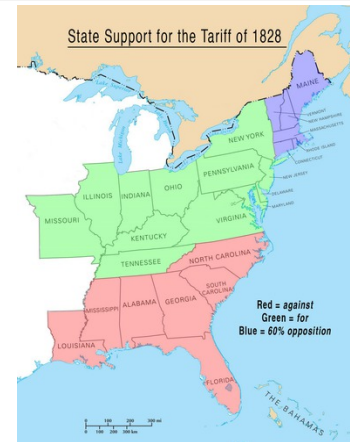 State Support for the Tariff of 1828
MAINE
VERMONT
NEW HAMPSHIRE
MASSACHUSETTS
RHODE ISLAND
CONNECTICUT
NEW YORK
PENNSYLVANIA
NEW JERSEY
DELAWARE
MARYLAND
OHIO
INDIANA
ILLINOIS
MISSOURI
VIRGINIA
KENTUCKY
TENNESSEE
NORTH CAROLINA
SOUTH
CAROLINA
MISSISSIPPI
ALABAMA
GEORGIA
LOUISIANA
FLORIDA
Red = against
Green = for
Blue = 60% opposition
THE BAHAMAS